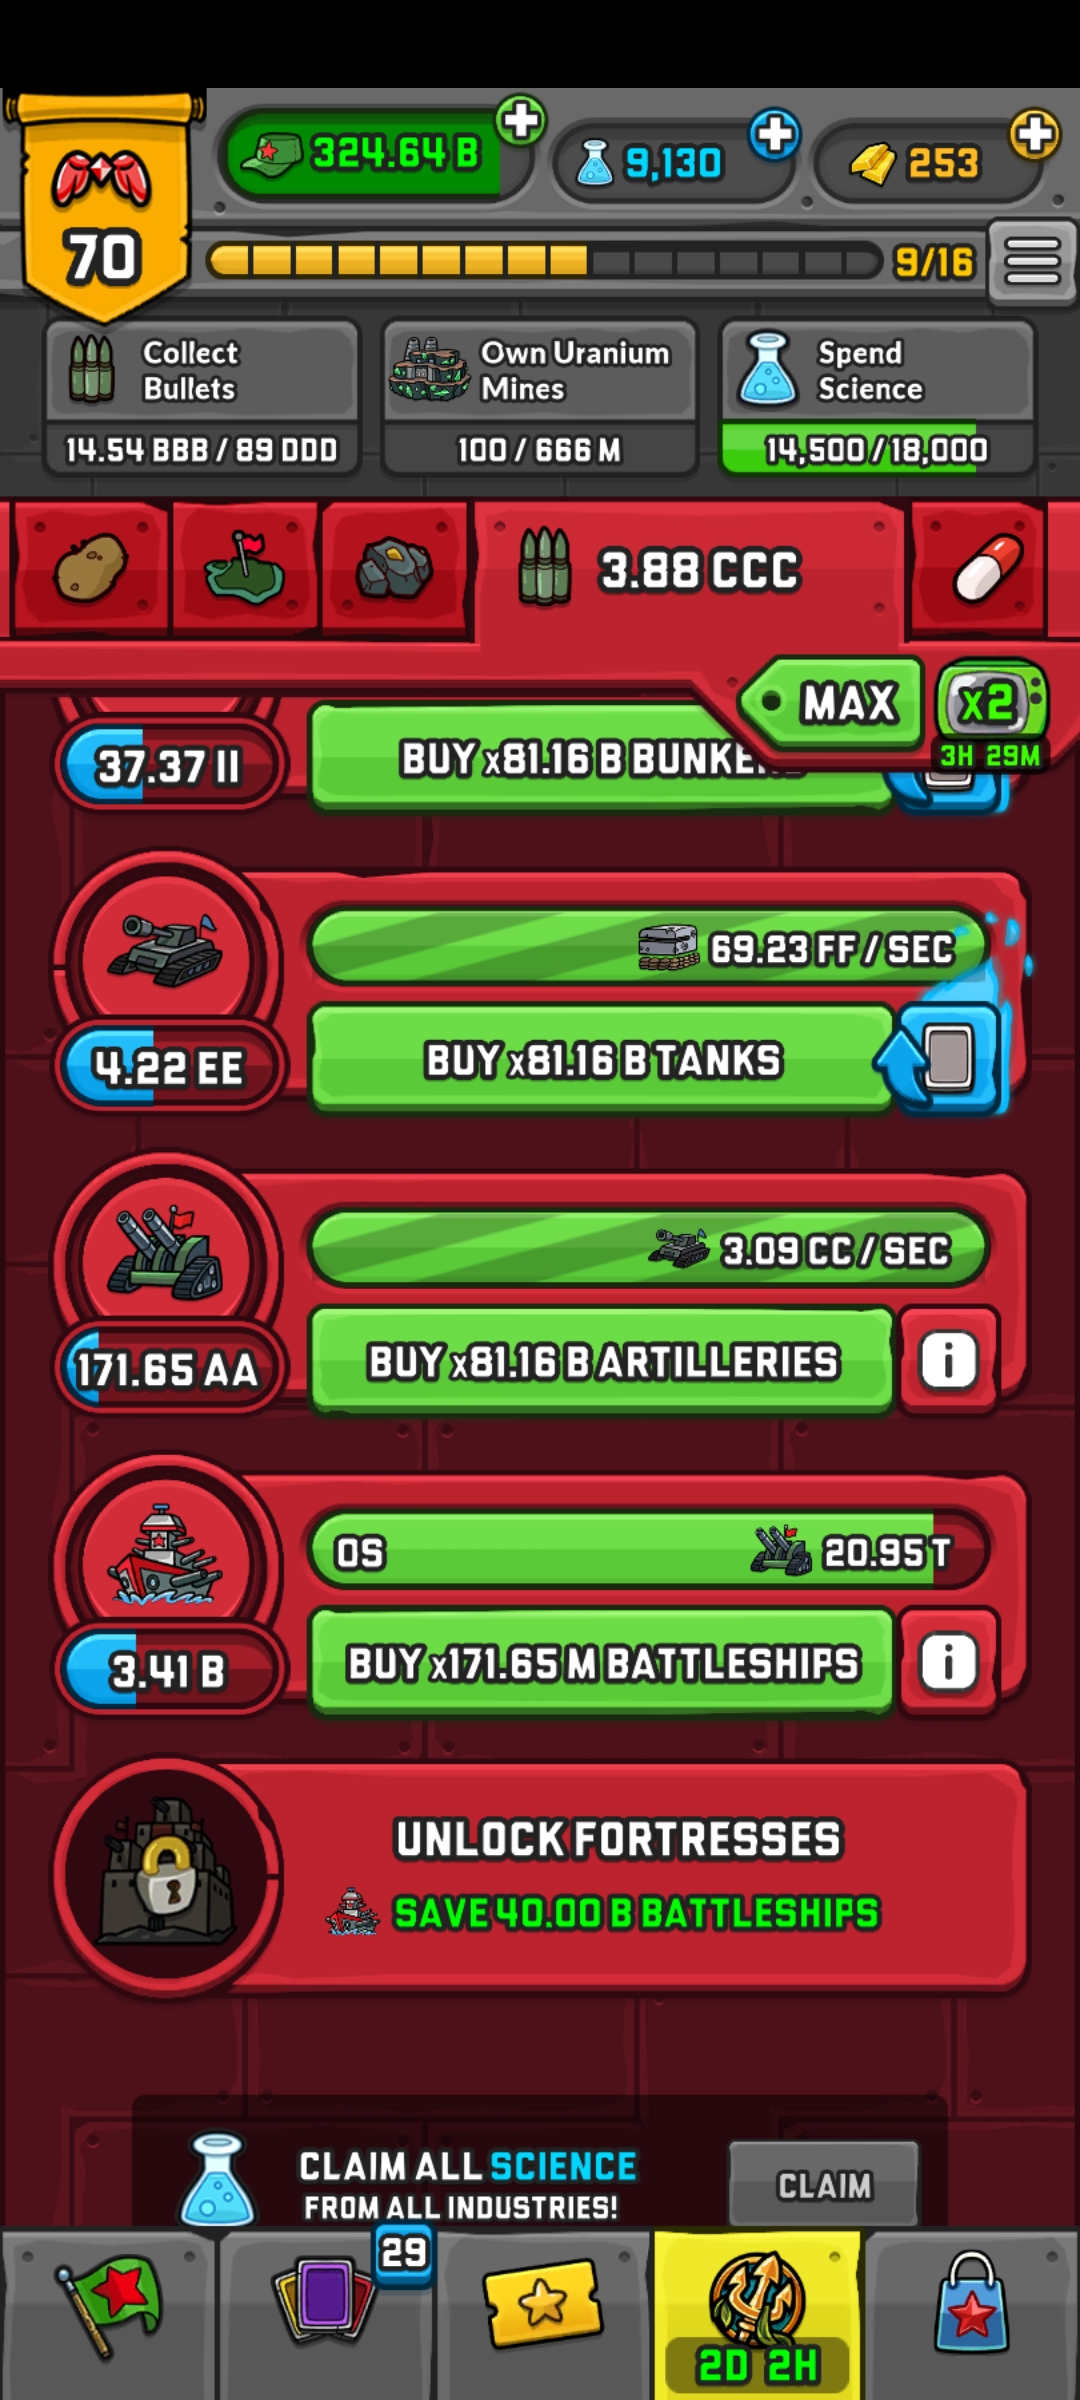 324.64 B
9,130
253
70
9/16
Collect
Bullets
14.54 BBB / 89 DDD
Own Uranium
Mines
100 / 666 M
Spend
Science
14,500/18,000
3.88 CCC
MAX
x2
3H 29M
37.37 II
BUY x81.16 B
69.23 FF / SEC
4.22 EE
BUY x81.16 B TANKS
3.09 CC / SEC
171.65 AA
BUY x81.16 B ARTILLERIES
i
0S
20.95 T
3.41 B
BUY x171.65 M BATTLESHIPS
i
UNLOCK FORTRESSES
SAVE 40.00 B BATTLESHIPS
CLAIM ALL SCIENCE
FROM ALL INDUSTRIES!
CLAIM
29
2D 2H